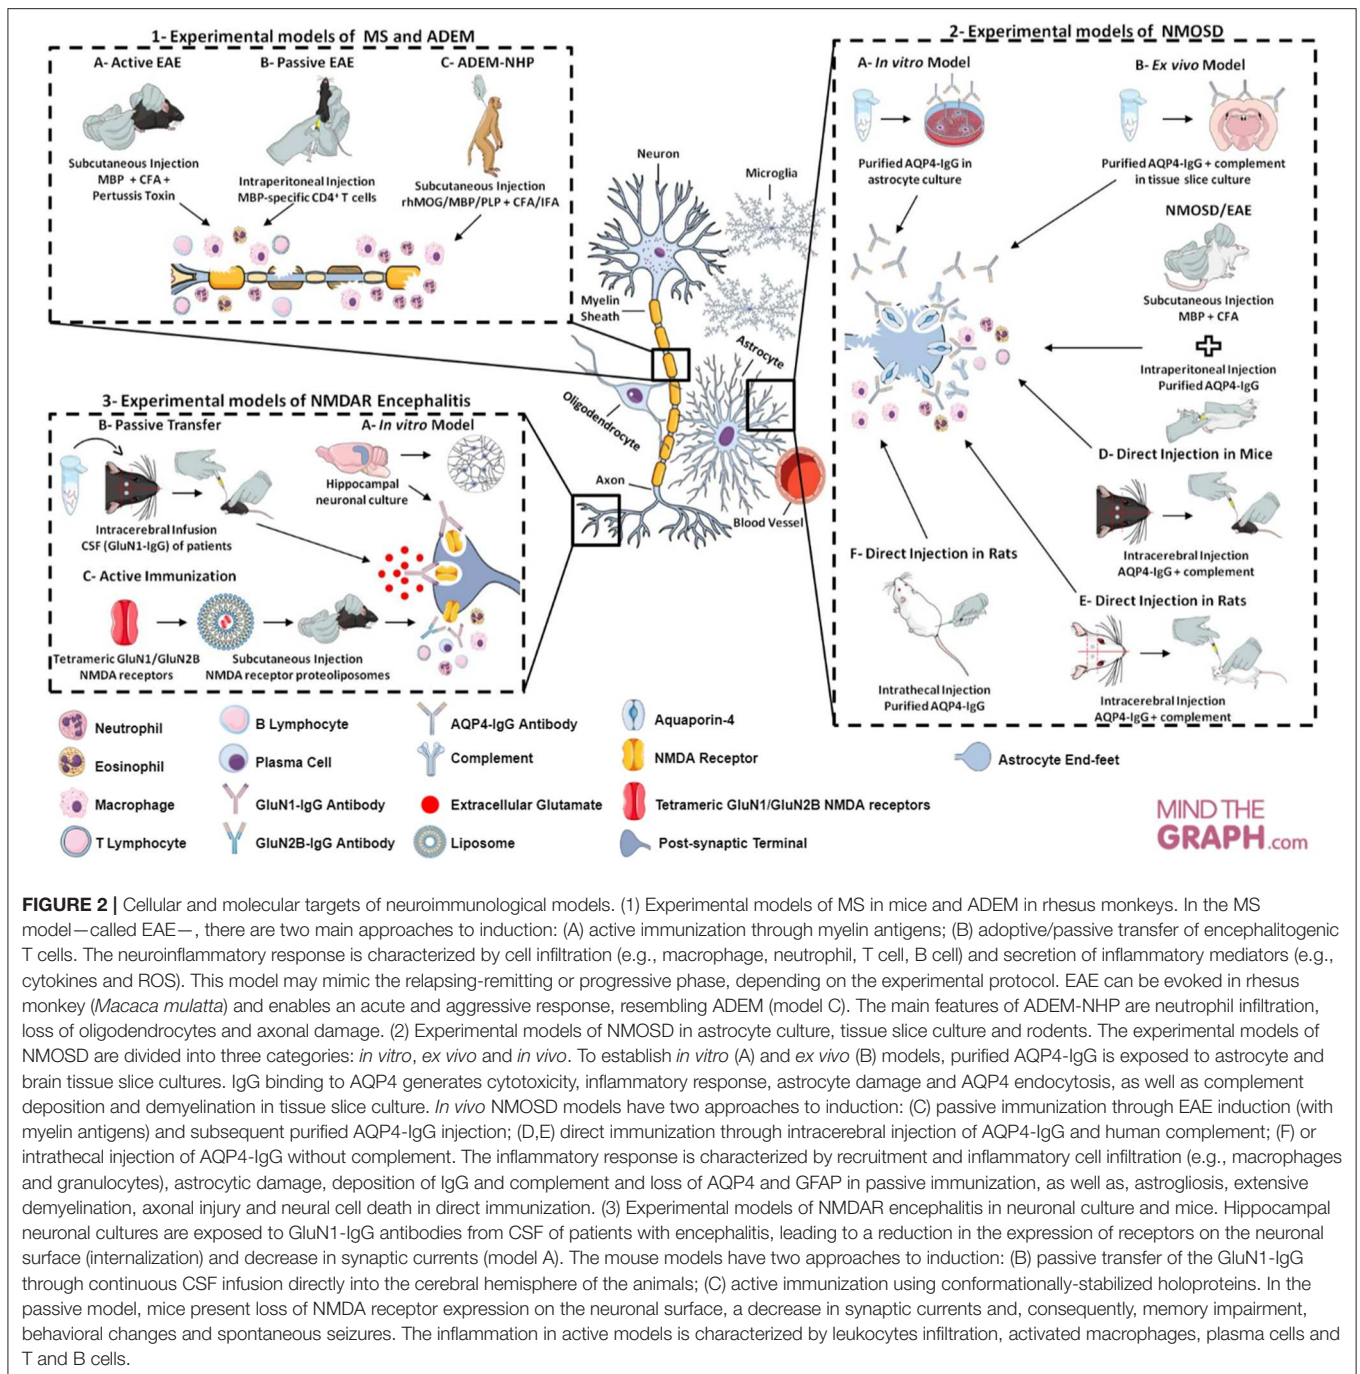 1- Experimental models of MS and ADEM
A- Active EAE
B- Passive EAE
C- ADEM-NHP
Subcutaneous Injection
MBP + CFA +
Pertussis Toxin
Intraperitoneal Injection
MBP-specific CD4⁺ T cells
Subcutaneous Injection
rhMOG/MBP/PLP + CFA/IFA
Neuron
Microglia
Myelin
Sheath
Astrocyte
Oligodendrocyte
Axon
Blood Vessel
2- Experimental models of NMOSD
A- In vitro Model
B- Ex vivo Model
Purified AQP4-IgG in
astrocyte culture
Purified AQP4-IgG + complement
in tissue slice culture
NMOSD/EAE
Subcutaneous Injection
MBP + CFA
Intraperitoneal Injection
Purified AQP4-IgG
D- Direct Injection in Mice
Intracerebral Injection
AQP4-IgG + complement
F- Direct Injection in Rats
E- Direct Injection in Rats
Intrathecal Injection
Purified AQP4-IgG
Intracerebral Injection
AQP4-IgG + complement
3- Experimental models of NMDAR Encephalitis
B- Passive Transfer
A- In vitro Model
Hippocampal
neuronal culture
Intracerebral Infusion
CSF (GluN1-IgG) of patients
C- Active Immunization
Tetrameric GluN1/GluN2B
NMDA receptors
Subcutaneous Injection
NMDA receptor proteoliposomes
Neutrophil
B Lymphocyte
AQP4-IgG Antibody
Aquaporin-4
Eosinophil
Plasma Cell
Complement
NMDA Receptor
Astrocyte End-feet
Macrophage
GluN1-IgG Antibody
Extracellular Glutamate
Tetrameric GluN1/GluN2B NMDA receptors
T Lymphocyte
GluN2B-IgG Antibody
Liposome
Post-synaptic Terminal
MIND THE
GRAPH.com
FIGURE 2 | Cellular and molecular targets of neuroimmunological models. (1) Experimental models of MS in mice and ADEM in rhesus monkeys. In the MS
model—called EAE—, there are two main approaches to induction: (A) active immunization through myelin antigens; (B) adoptive/passive transfer of encephalitogenic
T cells. The neuroinflammatory response is characterized by cell infiltration (e.g., macrophage, neutrophil, T cell, B cell) and secretion of inflammatory mediators (e.g.,
cytokines and ROS). This model may mimic the relapsing-remitting or progressive phase, depending on the experimental protocol. EAE can be evoked in rhesus
monkey (Macaca mulatta) and enables an acute and aggressive response, resembling ADEM (model C). The main features of ADEM-NHP are neutrophil infiltration,
loss of oligodendrocytes and axonal damage. (2) Experimental models of NMOSD in astrocyte culture, tissue slice culture and rodents. The experimental models of
NMOSD are divided into three categories: in vitro, ex vivo and in vivo. To establish in vitro (A) and ex vivo (B) models, purified AQP4-IgG is exposed to astrocyte and
brain tissue slice cultures. IgG binding to AQP4 generates cytotoxicity, inflammatory response, astrocyte damage and AQP4 endocytosis, as well as complement
deposition and demyelination in tissue slice culture. In vivo NMOSD models have two approaches to induction: (C) passive immunization through EAE induction (with
myelin antigens) and subsequent purified AQP4-IgG injection; (D,E) direct immunization through intracerebral injection of AQP4-IgG and human complement; (F) or
intrathecal injection of AQP4-IgG without complement. The inflammatory response is characterized by recruitment and inflammatory cell infiltration (e.g., macrophages
and granulocytes), astrocytic damage, deposition of IgG and complement and loss of AQP4 and GFAP in passive immunization, as well as, astrogliosis, extensive
demyelination, axonal injury and neural cell death in direct immunization. (3) Experimental models of NMDAR encephalitis in neuronal culture and mice. Hippocampal
neuronal cultures are exposed to GluN1-IgG antibodies from CSF of patients with encephalitis, leading to a reduction in the expression of receptors on the neuronal
surface (internalization) and decrease in synaptic currents (model A). The mouse models have two approaches to induction: (B) passive transfer of the GluN1-IgG
through continuous CSF infusion directly into the cerebral hemisphere of the animals; (C) active immunization using conformationally-stabilized holoproteins. In the
passive model, mice present loss of NMDA receptor expression on the neuronal surface, a decrease in synaptic currents and, consequently, memory impairment,
behavioral changes and spontaneous seizures. The inflammation in active models is characterized by leukocytes infiltration, activated macrophages, plasma cells and
T and B cells.